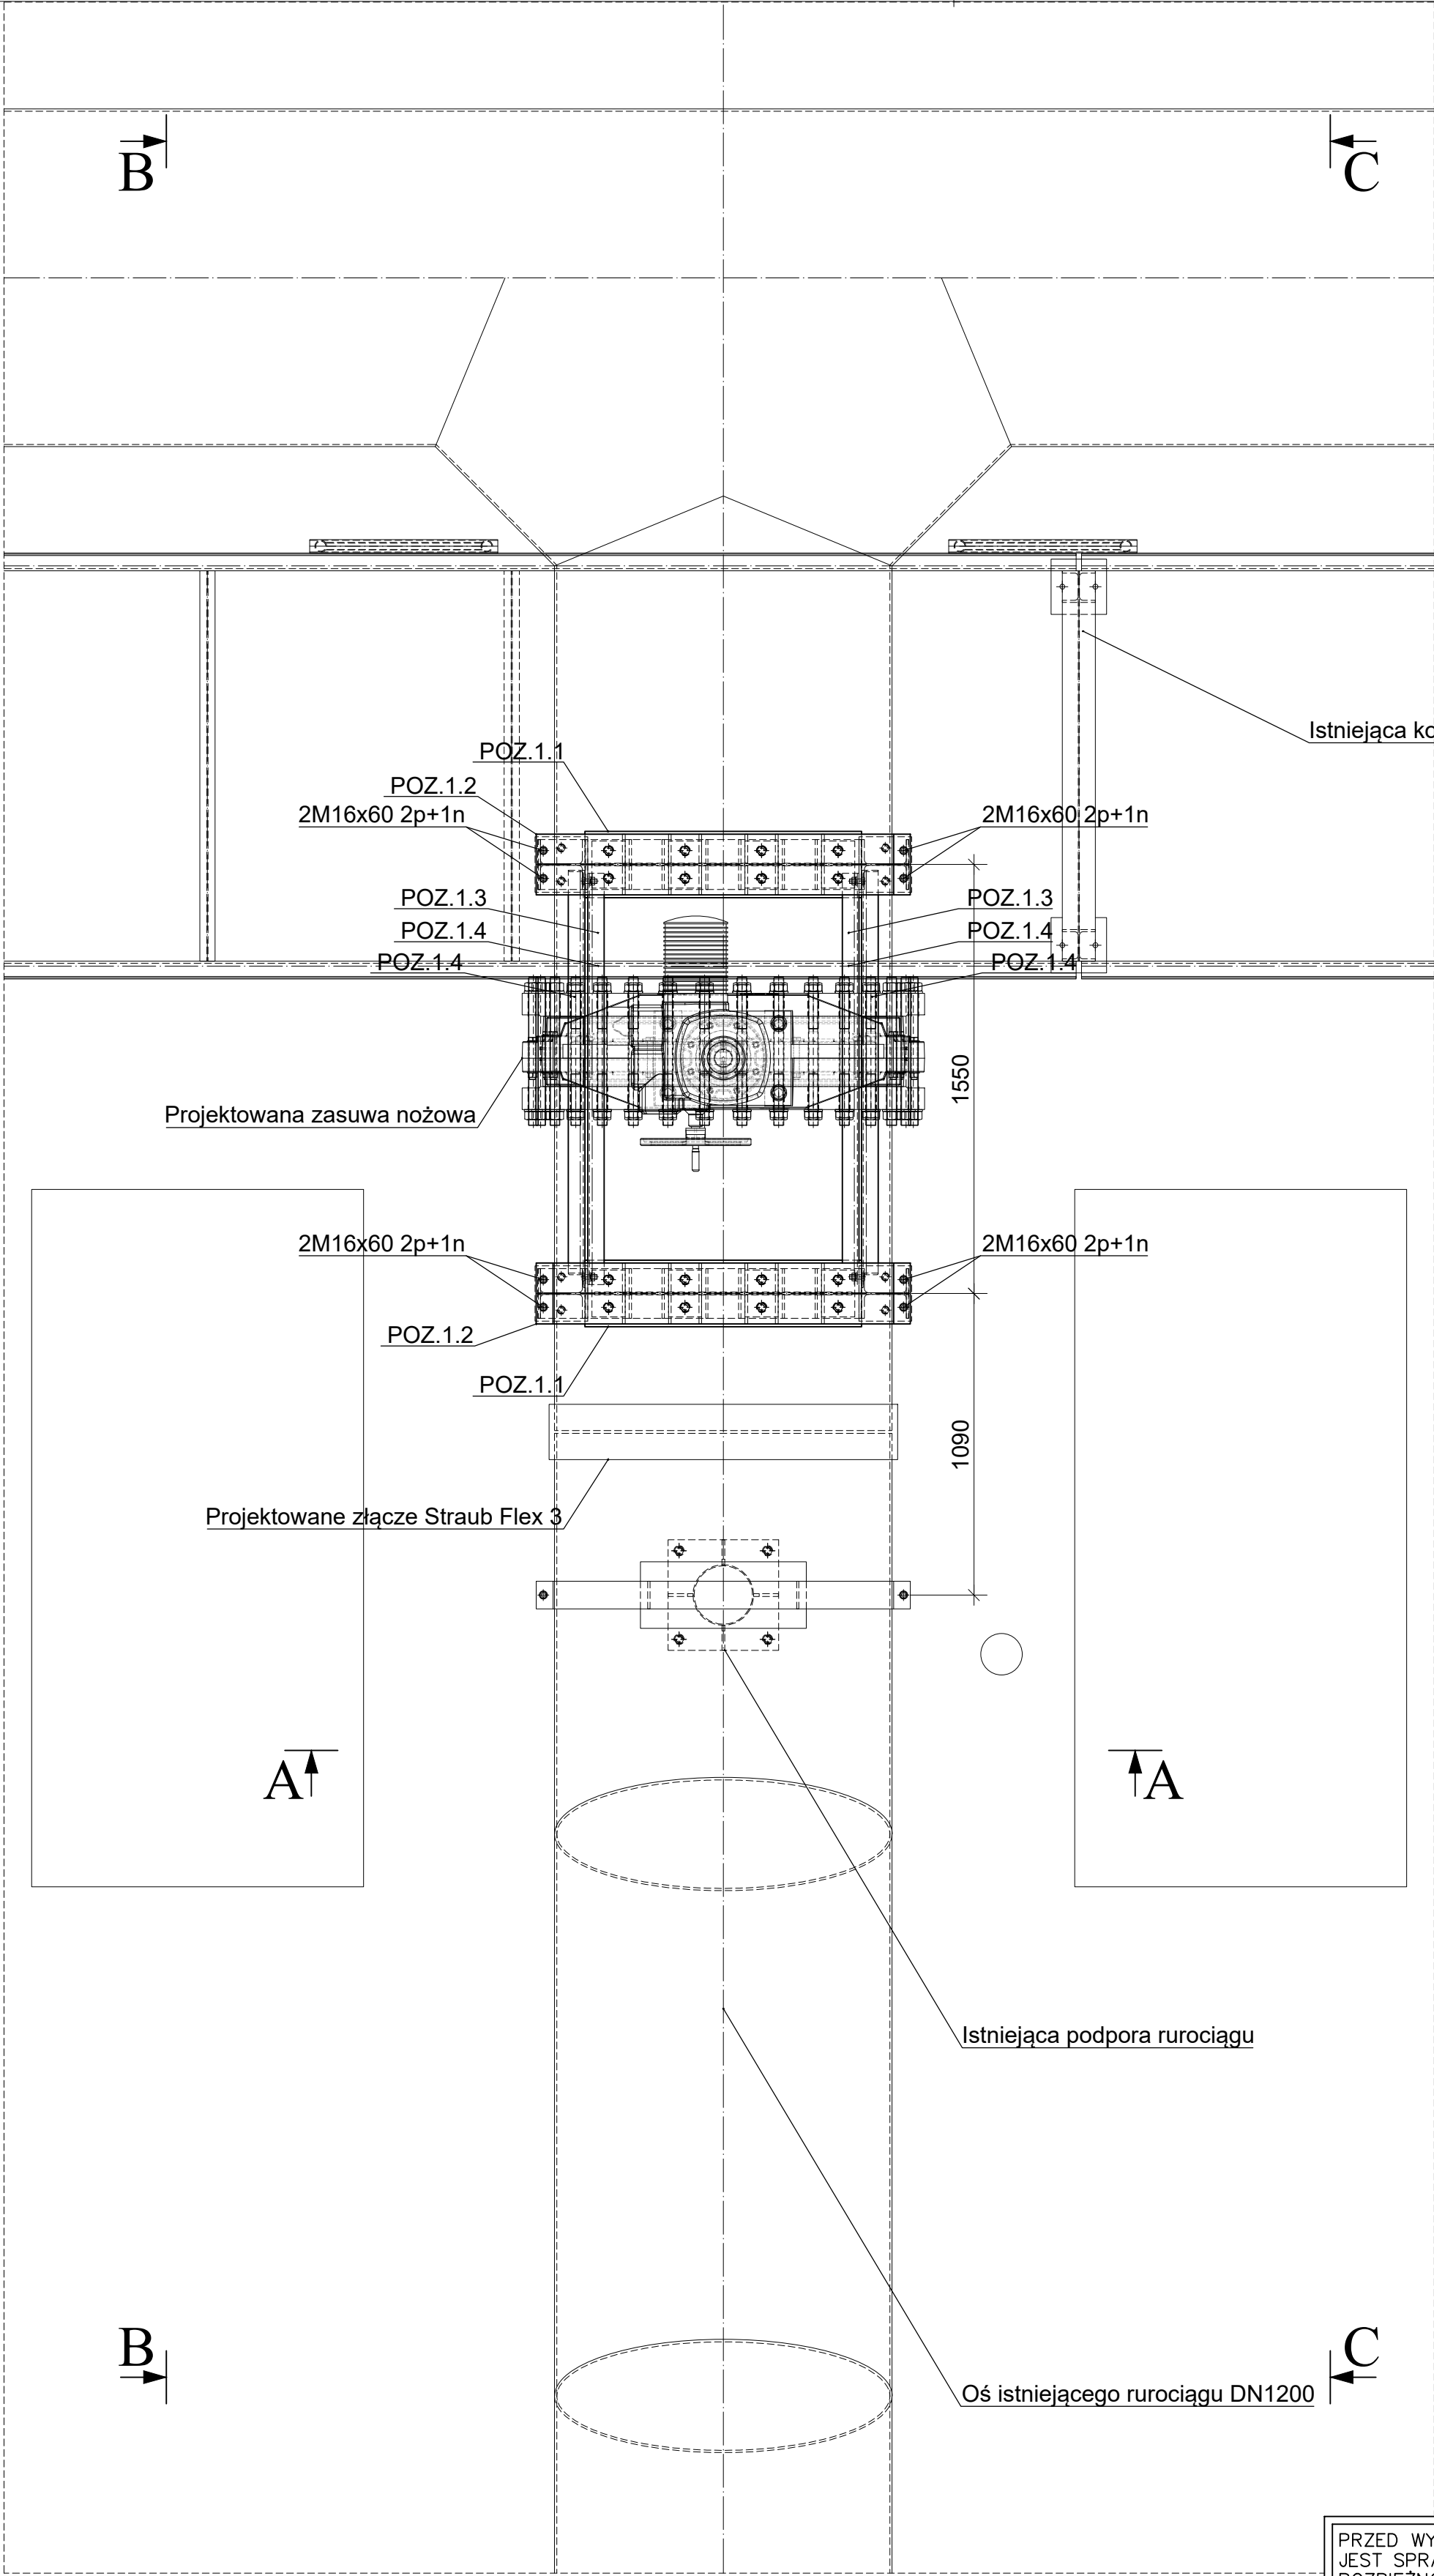 B
C
Istniejąca ko
POZ.1.1
POZ.1.2
2M16x60 2p+1n
2M16x60 2p+1n
POZ.1.3
POZ.1.3
POZ.1.4
POZ.1.4
POZ.1.4
POZ.1.4
1550
Projektowana zasuwa nożowa
2M16x60 2p+1n
2M16x60 2p+1n
POZ.1.2
POZ.1.1
1090
Projektowane złącze Straub Flex 3
A
A
Istniejąca podpora rurociągu
B
C
Oś istniejącego rurociągu DN1200
PRZED WY
JEST SPRA